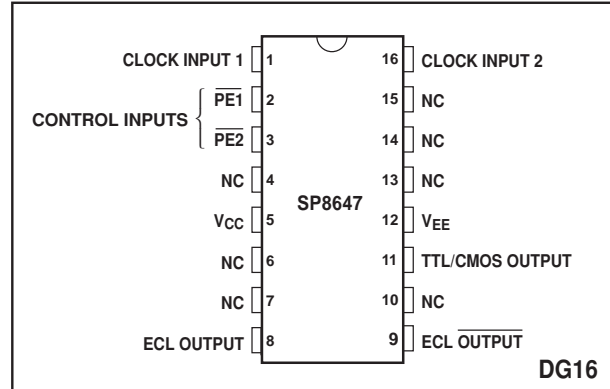 CLOCK INPUT 1 1 16 CLOCK INPUT 2
PE1 2 15 NC
CONTROL INPUTS
PE2 3 14 NC
NC 4 13 NC
SP8647
VCC 5 12 VEE
NC 6 11 TTL/CMOS OUTPUT
NC 7 10 NC
ECL OUTPUT 8 9 ECL OUTPUT
DG16